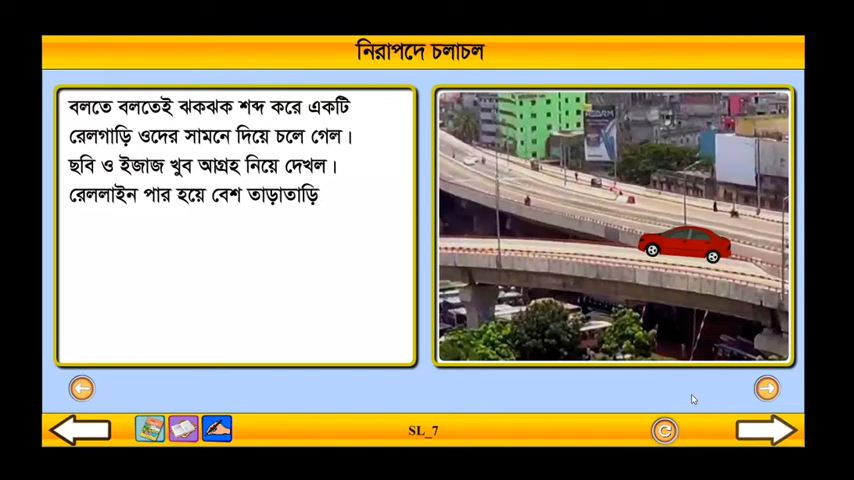 নিরাপদে চলাচল
বলতে বলতেই ঝকঝক শব্দ করে একটি
রেলগাড়ি ওদের সামনে দিয়ে চলে গেল।
ছবি ও ইজাজ খুব আগ্রহ নিয়ে দেখল।
রেললাইন পার হয়ে বেশ তাড়াতাড়ি
SL_7